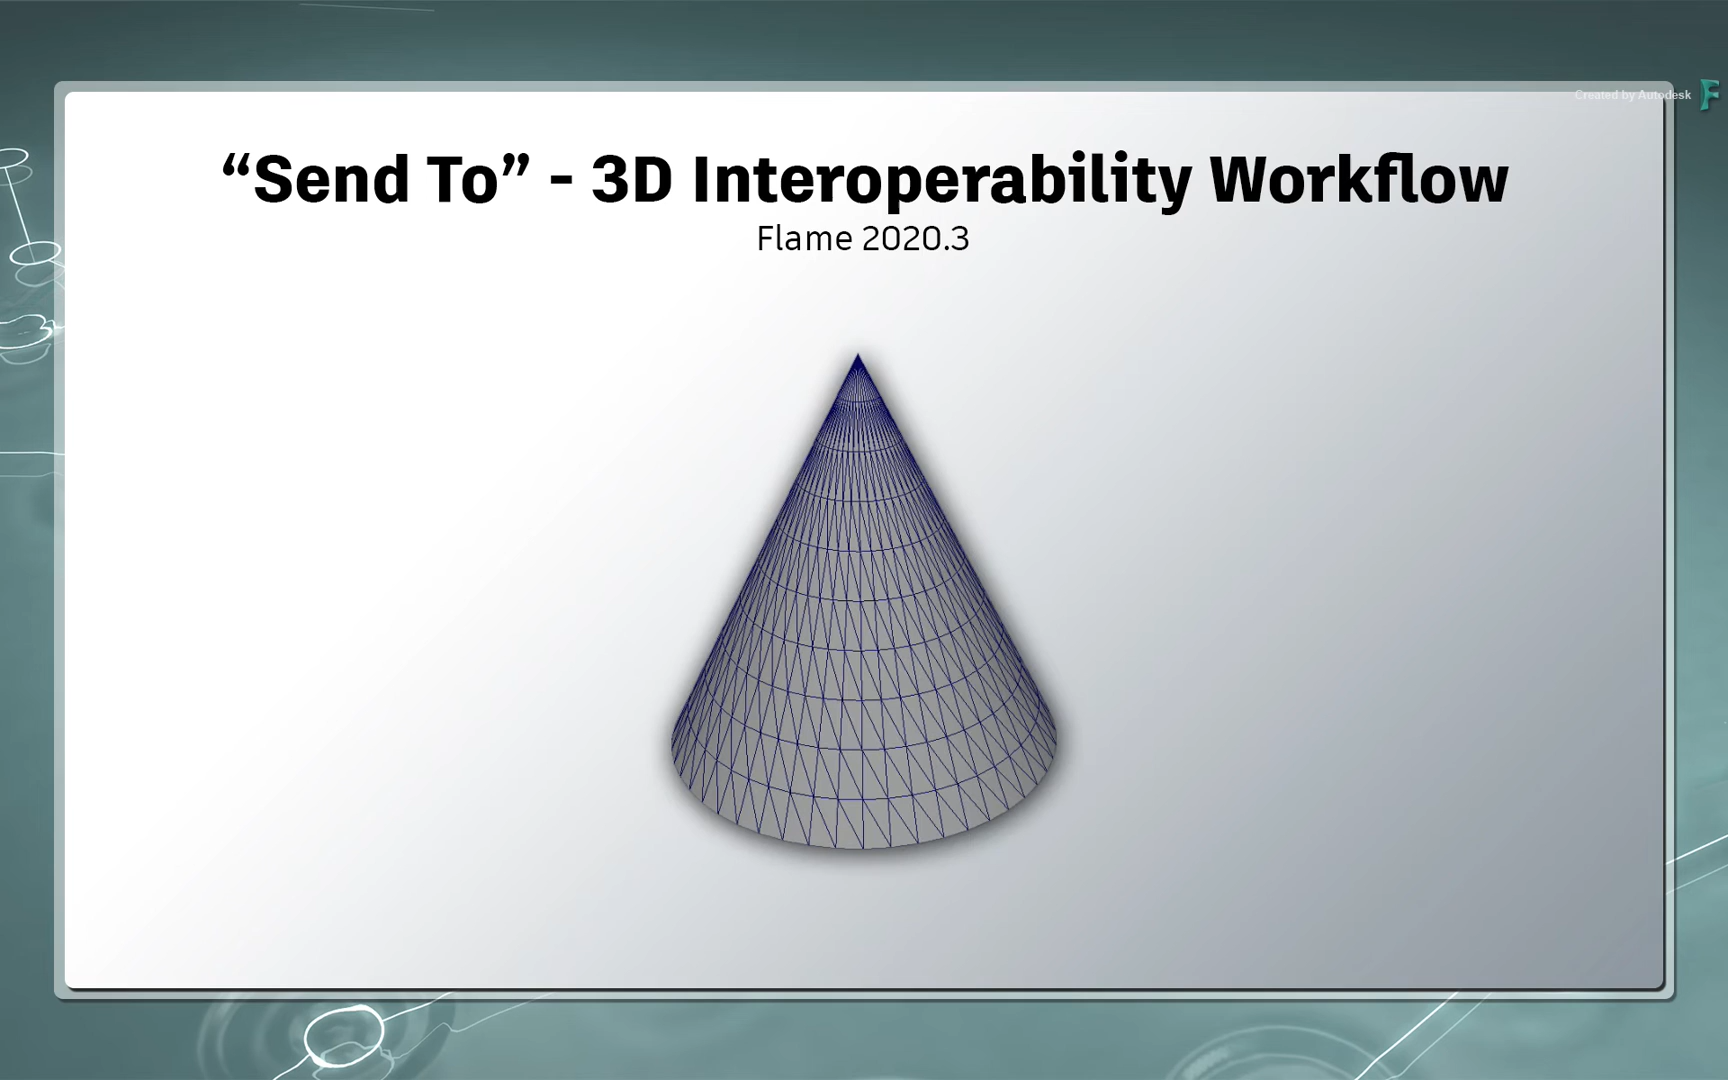 Created by Autodesk
“Send To” - 3D Interoperability Workflow
Flame 2020.3